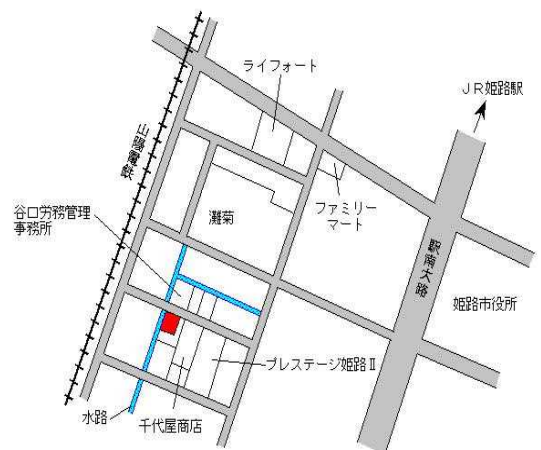 ライフォート
JR姫路駅
山陽電鉄
谷口労務管理
事務所
灘菊
ファミリー
マート
駅南大路
姫路市役所
プレステージ姫路Ⅱ
千代屋商店
水路